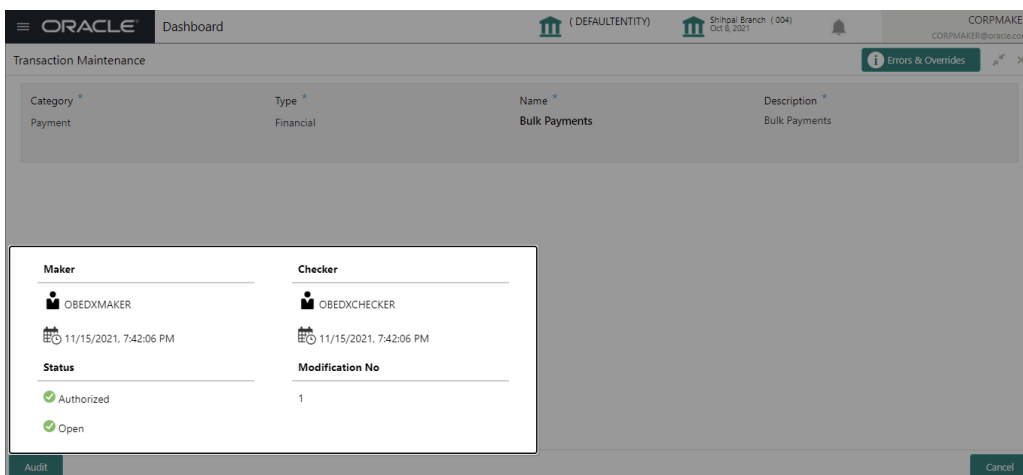 ORACLE
Dashboard
( DEFAULTENTITY)
Shihpai Branch ( 004)
Oct 8, 2021
CORPMAKE
CORPMAKER@oracle.co
Transaction Maintenance
Errors & Overrides
Category *
Type *
Name *
Description *
Payment
Financial
Bulk Payments
Bulk Payments
Maker
Checker
OBEDXMAKER
OBEDXCHECKER
11/15/2021, 7:42:06 PM
11/15/2021, 7:42:06 PM
Status
Modification No
Authorized
1
Open
Audit
Cancel